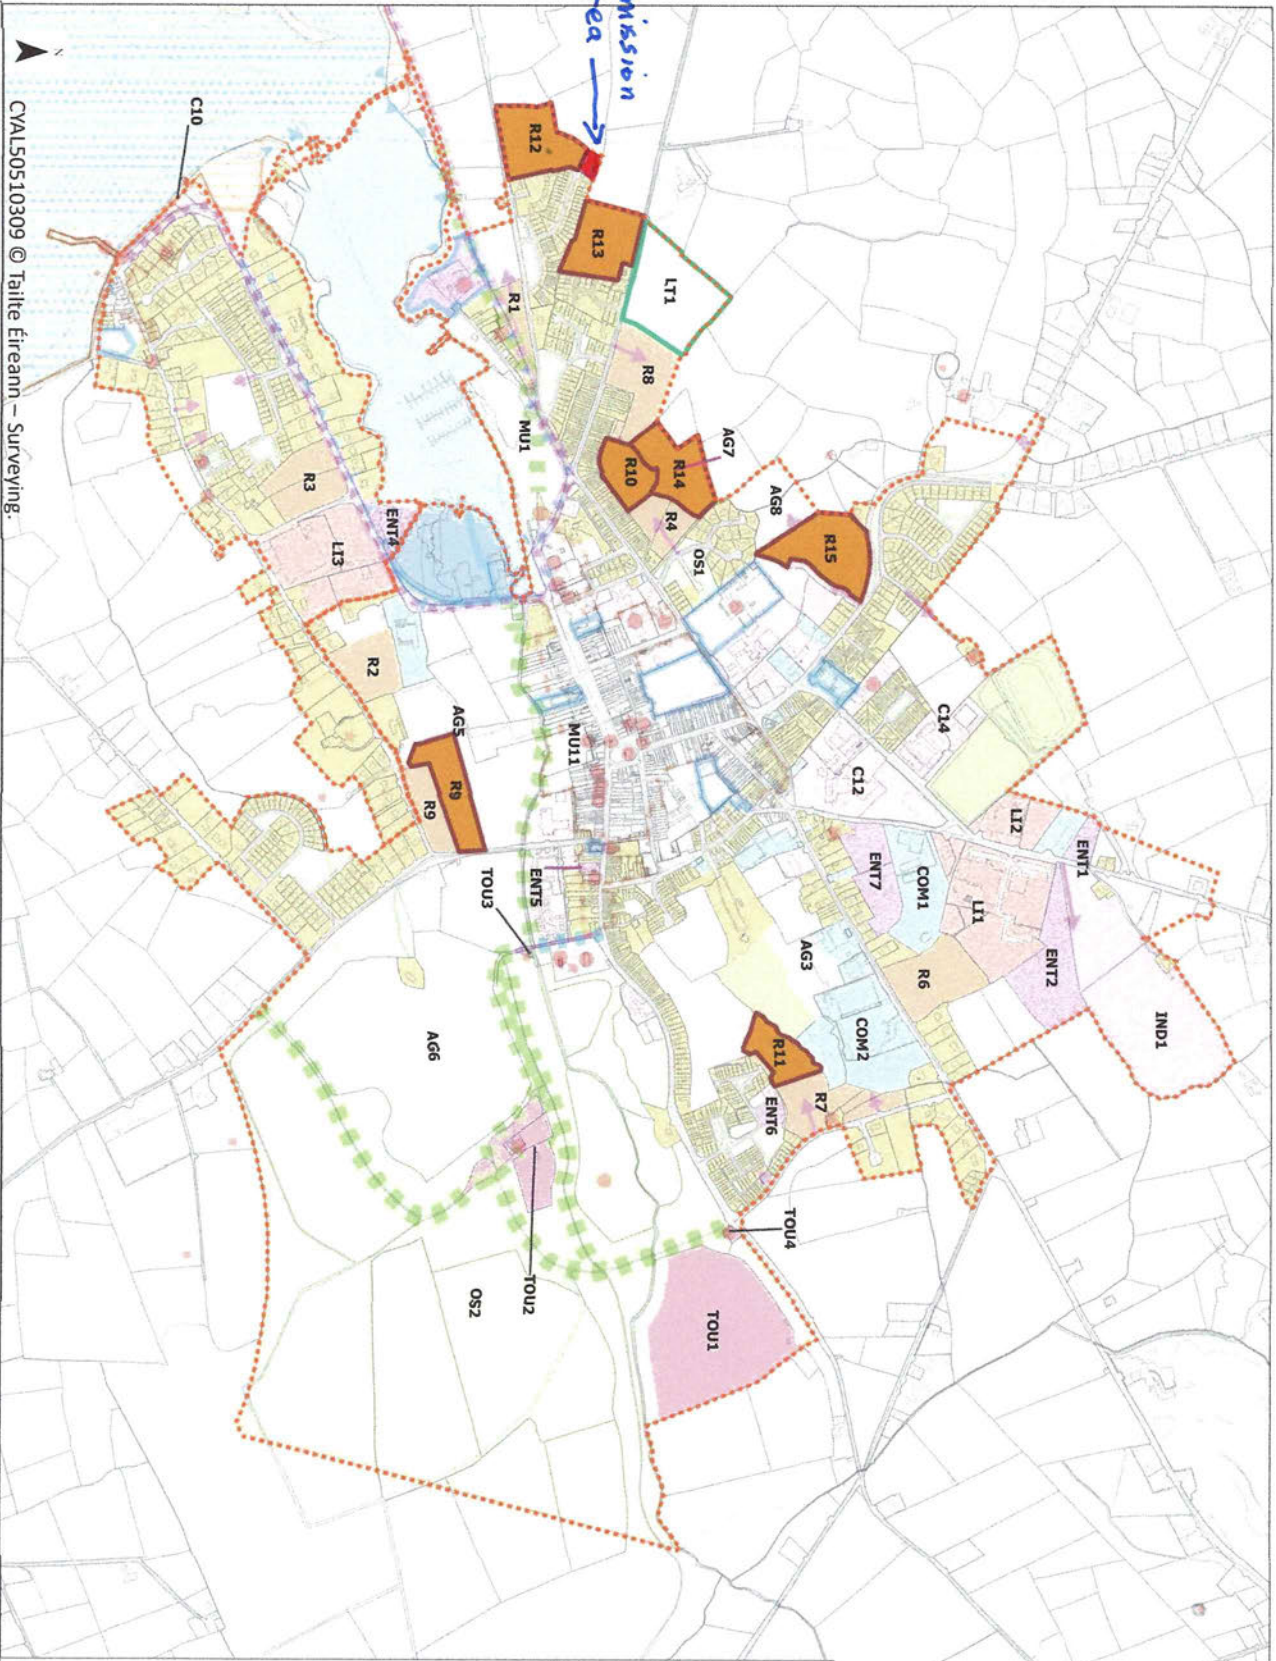 mission
ea
R12
R13
LT1
R8
R1
AG7
R14
R10
R4
AG8
R15
OS1
MU1
C10
R3
ENT4
LI3
R2
AG5
R9
R9
MU11
C14
C12
LI2
ENT1
ENT7
COM1
LI1
ENT2
IND1
R6
AG3
COM2
R11
R7
ENT6
ENT5
TOU3
AG6
TOU2
TOU4
TOU1
OS2
N
CYAL50510309 © Tailte Éireann – Surveying.